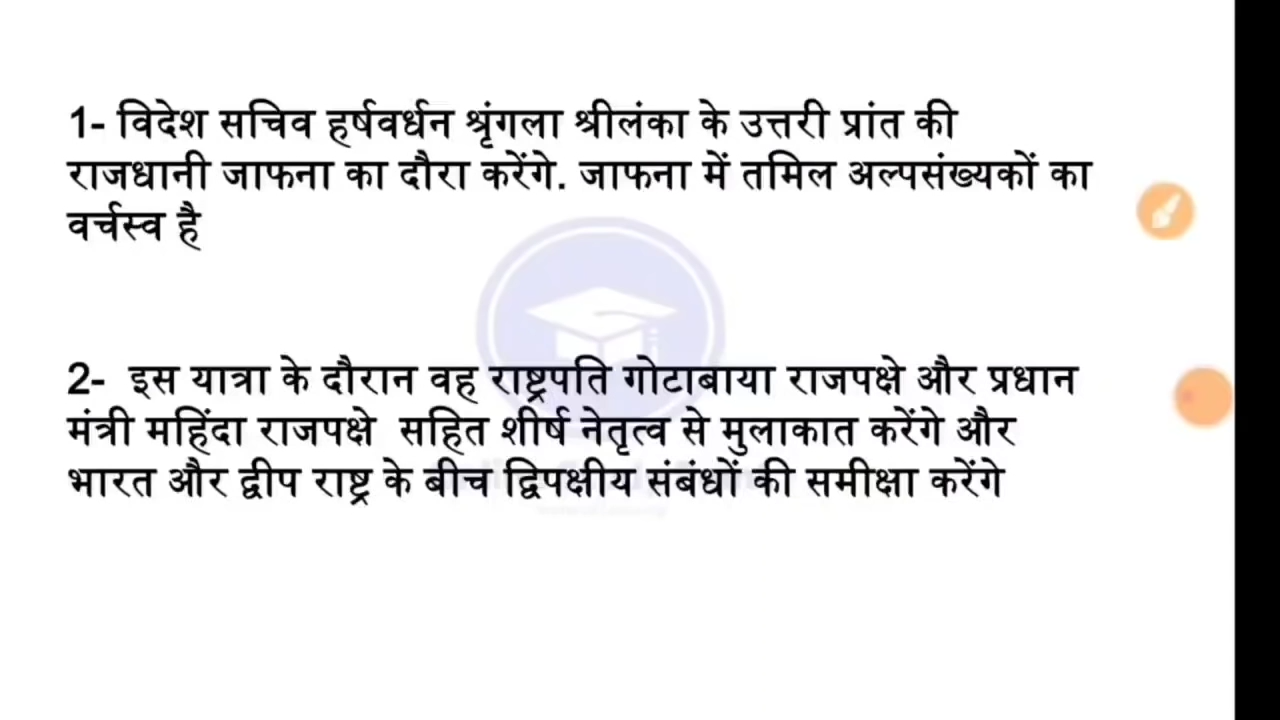 1- विदेश सचिव हर्षवर्धन श्रृंगला श्रीलंका के उत्तरी प्रांत की
राजधानी जाफना का दौरा करेंगे. जाफना में तमिल अल्पसंख्यकों का
वर्चस्व है
2- इस यात्रा के दौरान वह राष्ट्रपति गोटाबाया राजपक्षे और प्रधान
मंत्री महिंदा राजपक्षे सहित शीर्ष नेतृत्व से मुलाकात करेंगे और
भारत और द्वीप राष्ट्र के बीच द्विपक्षीय संबंधों की समीक्षा करेंगे